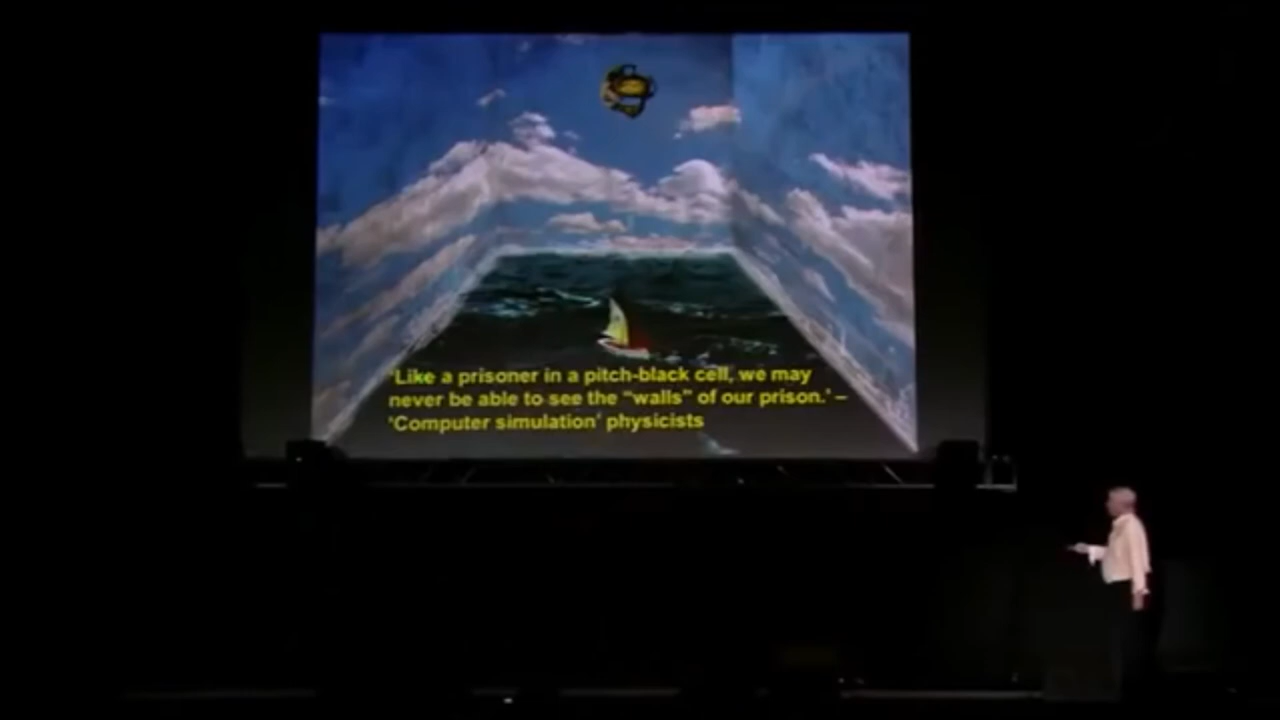 'Like a prisoner in a pitch-black cell, we may
never be able to see the "walls" of our prison.' –
'Computer simulation' physicists